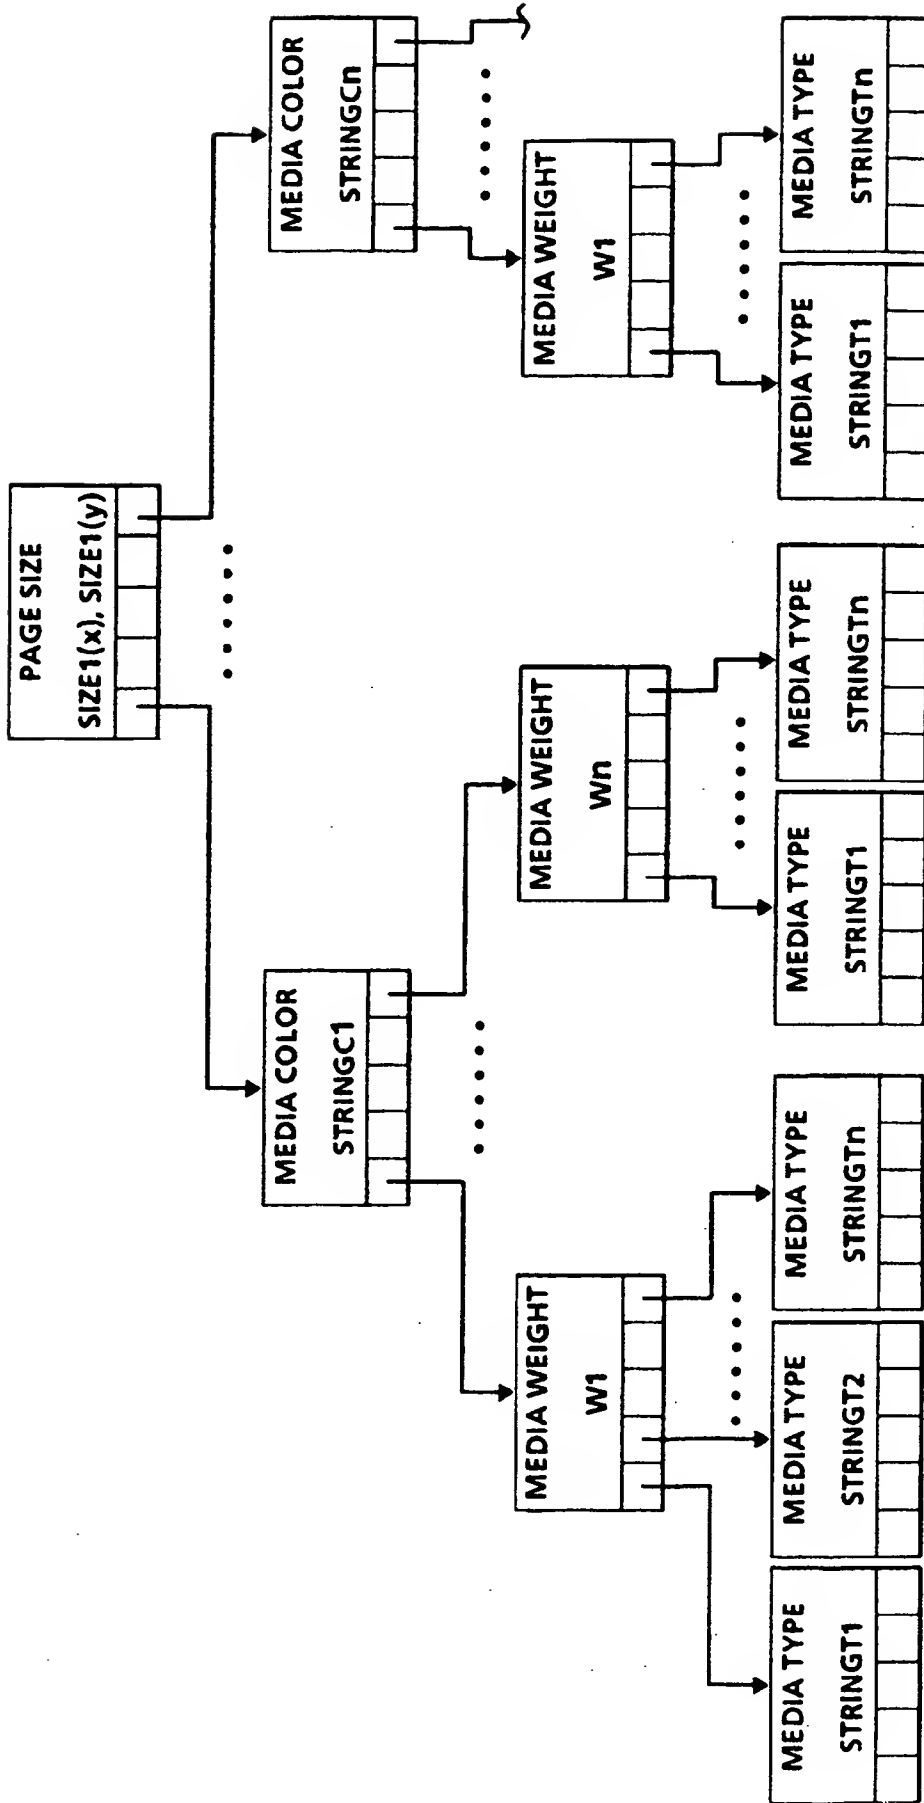 PAGE SIZE
SIZE1(x), SIZE1(y)
MEDIA COLOR
STRINGC1
MEDIA COLOR
STRINGCn
MEDIA WEIGHT
W1
MEDIA WEIGHT
Wn
MEDIA WEIGHT
W1
MEDIA TYPE
STRINGT1
MEDIA TYPE
STRINGT2
MEDIA TYPE
STRINGTn
MEDIA TYPE
STRINGT1
MEDIA TYPE
STRINGTn
MEDIA TYPE
STRINGT1
MEDIA TYPE
STRINGTn